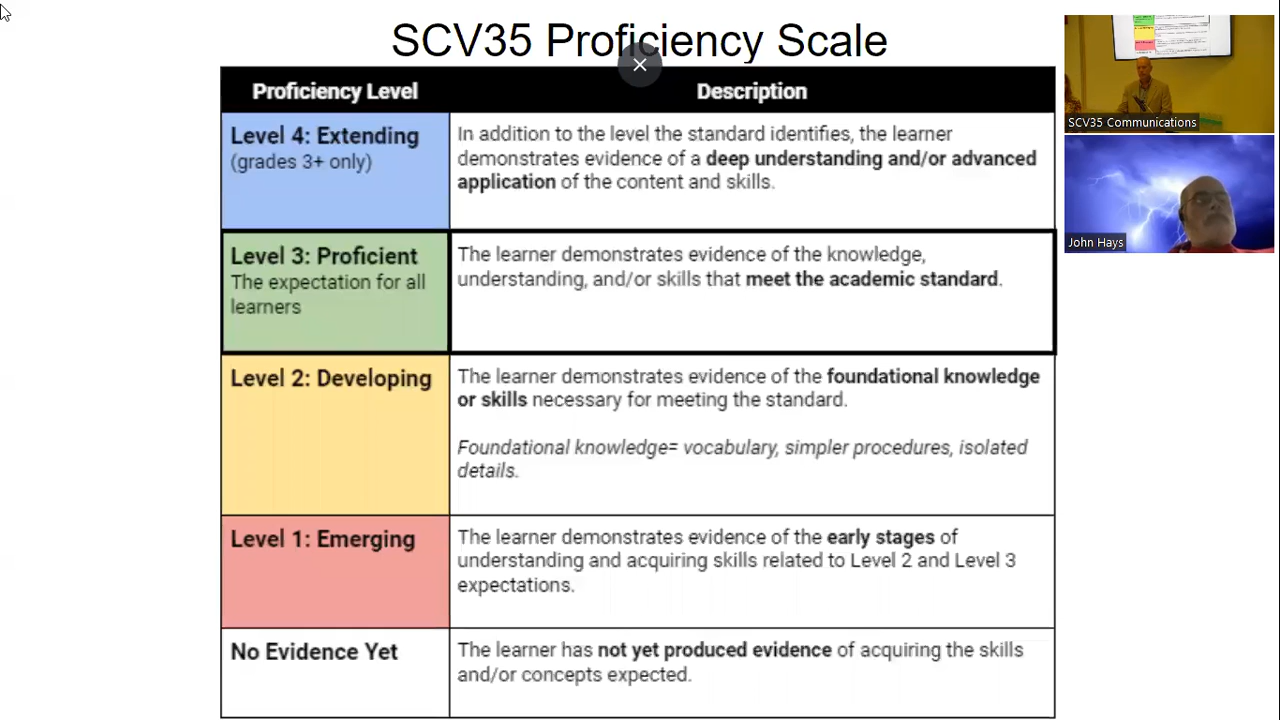 SCV35 Proficiency Scale
Proficiency Level
Description
Level 4: Extending
(grades 3+ only)
In addition to the level the standard identifies, the learner
demonstrates evidence of a deep understanding and/or advanced
application of the content and skills.
Level 3: Proficient
The expectation for all
learners
The learner demonstrates evidence of the knowledge,
understanding, and/or skills that meet the academic standard.
Level 2: Developing
The learner demonstrates evidence of the foundational knowledge
or skills necessary for meeting the standard.
Foundational knowledge= vocabulary, simpler procedures, isolated
details.
Level 1: Emerging
The learner demonstrates evidence of the early stages of
understanding and acquiring skills related to Level 2 and Level 3
expectations.
No Evidence Yet
The learner has not yet produced evidence of acquiring the skills
and/or concepts expected.
SCV35 Communications
John Hays